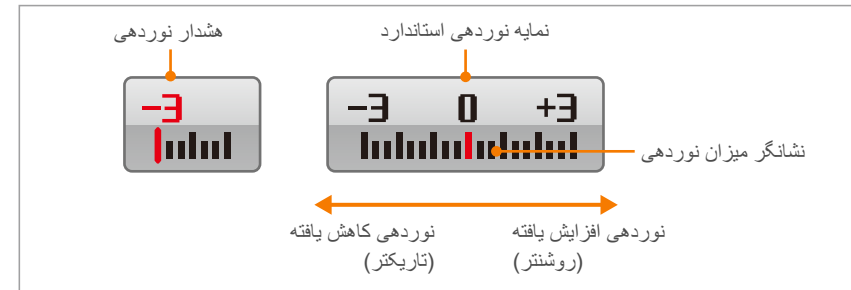 هشدار نوردهی
نمایه نوردهی استاندارد
-3
-3 0 +3
نشانگر میزان نوردهی
نوردهی افزایش یافته
(روشنتر)
نوردهی کاهش یافته
(تاریکتر)